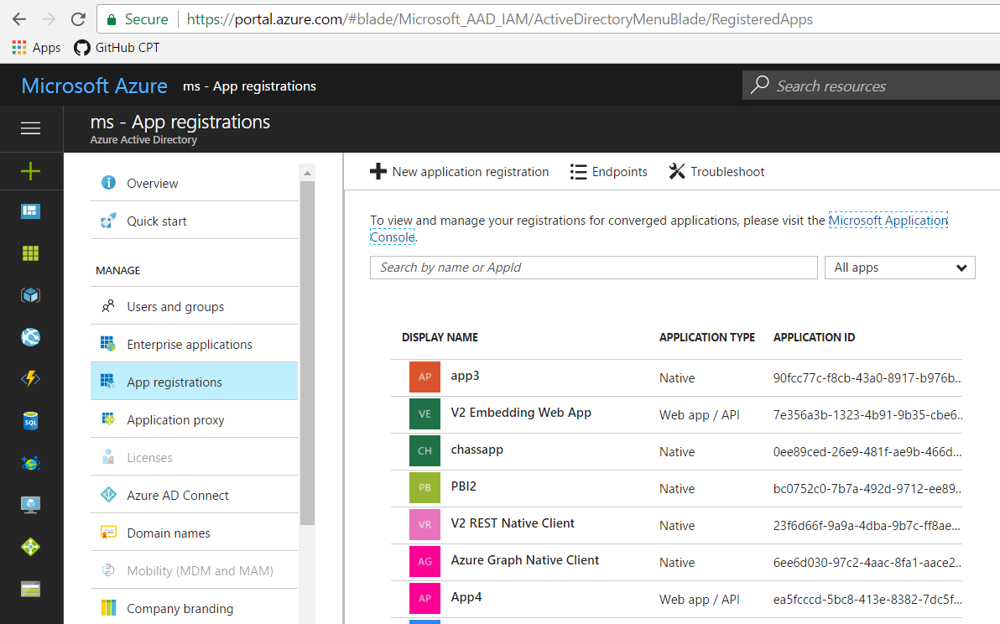 Secure https://portal.azure.com/#blade/Microsoft_AAD_IAM/ActiveDirectoryMenuBlade/RegisteredApps
Apps GitHub CPT
Microsoft Azure ms - App registrations Search resources
ms - App registrations
Azure Active Directory
Overview
Quick start
MANAGE
Users and groups
Enterprise applications
App registrations
Application proxy
Licenses
Azure AD Connect
Domain names
Mobility (MDM and MAM)
Company branding
SQL
New application registration Endpoints Troubleshoot
To view and manage your registrations for converged applications, please visit the Microsoft Application
Console.
Search by name or AppId All apps
DISPLAY NAME APPLICATION TYPE APPLICATION ID
AP app3 Native 90fcc77c-f8cb-43a0-8917-b976b...
VE V2 Embedding Web App Web app / API 7e356a3b-1323-4b91-9b35-cbe6...
CH chassapp Native 0ee89ced-26e9-481f-ae9b-466d...
PB PBI2 Native bc0752c0-7b7a-492d-9712-ee89...
VR V2 REST Native Client Native 23f6d66f-9a9a-4dba-9b7c-ff8ae...
AG Azure Graph Native Client Native 6ee6d030-97c2-4aac-8fa1-aace2...
AP App4 Web app / API ea5fcccd-5bc8-413e-8382-7dc5f...